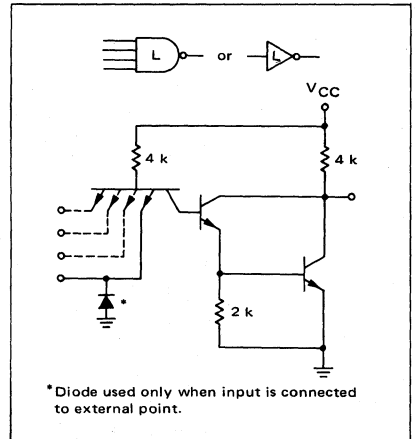 L or L
VCC
4 k 4 k
2 k
*
*Diode used only when input is connected
to external point.